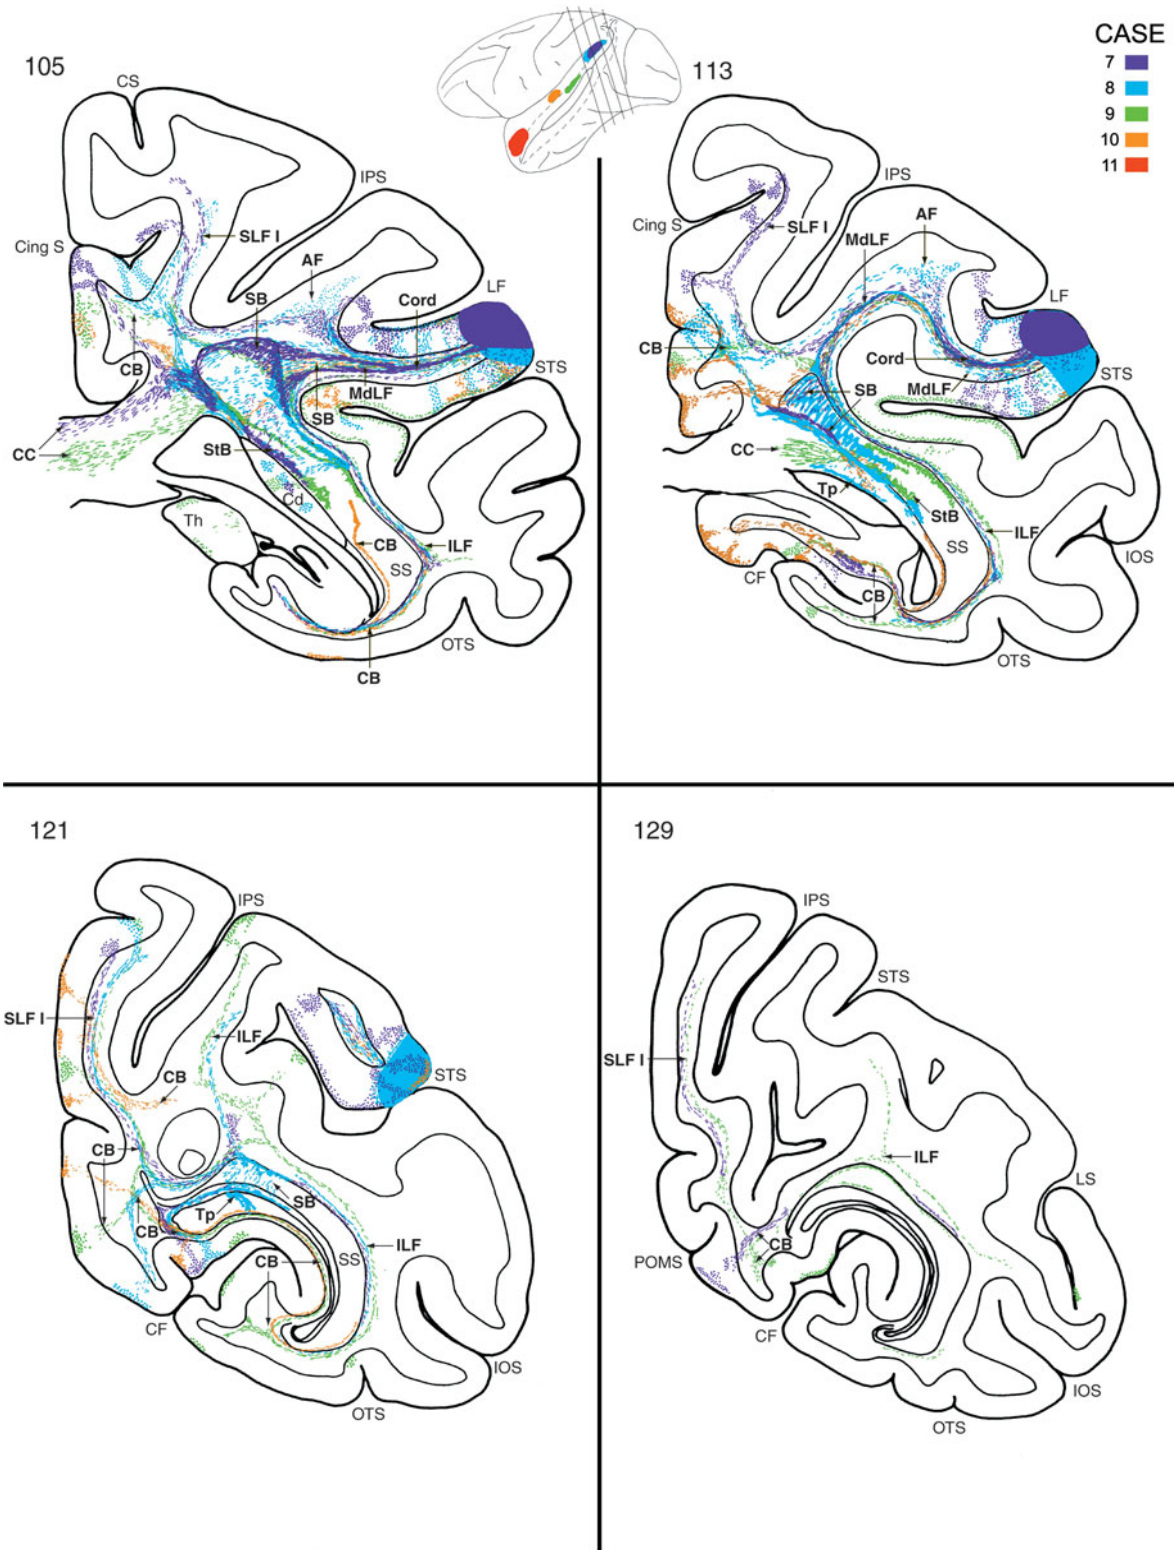 CASE
7
8
9
10
11
105
CS
IPS
Cing S
SLF I
AF
SB
Cord
LF
CB
MdLF
STS
SB
CC
StB
Cd
Th
CB
ILF
SS
OTS
CB
113
IPS
Cing S
SLF I
AF
MdLF
LF
CB
Cord
STS
MdLF
SB
CC
Tp
StB
ILF
SS
IOS
CF
CB
OTS
121
IPS
SLF I
ILF
STS
CB
CB
SB
Tp
CB
ILF
SS
CB
CF
IOS
OTS
129
IPS
STS
SLF I
ILF
LS
CB
POMS
CF
IOS
OTS